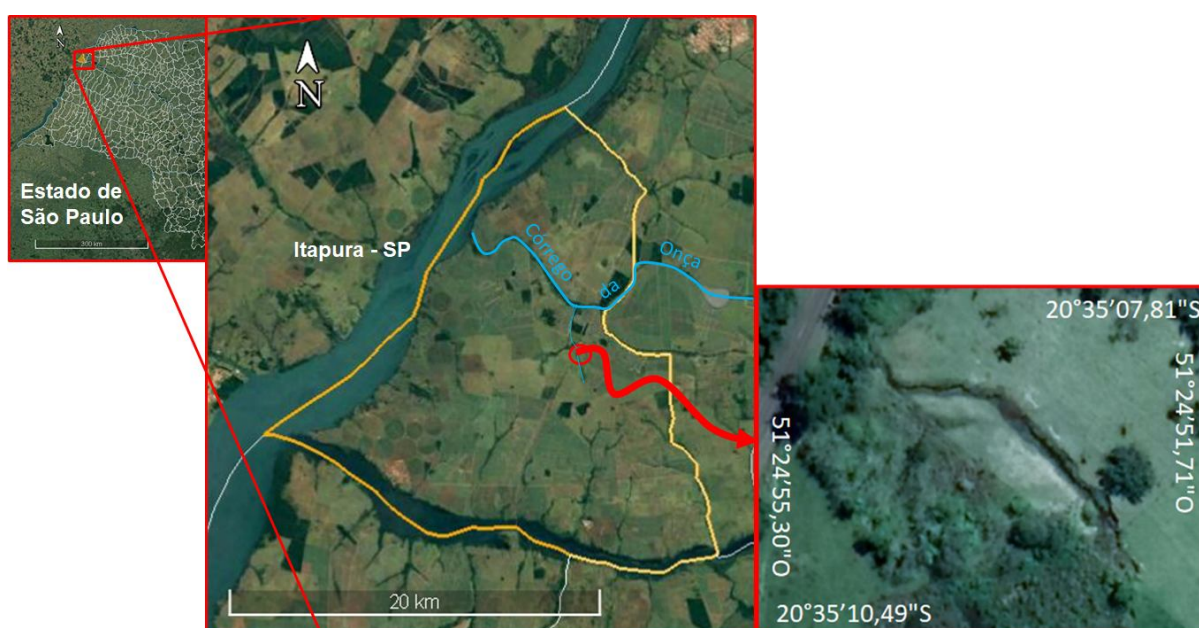 N
Estado de
São Paulo
300 km
N
Itapura - SP
Córrego
da
Onça
20 km
20°35'07,81"S
51°24'51,71"O
51°24'55,30"O
20°35'10,49"S